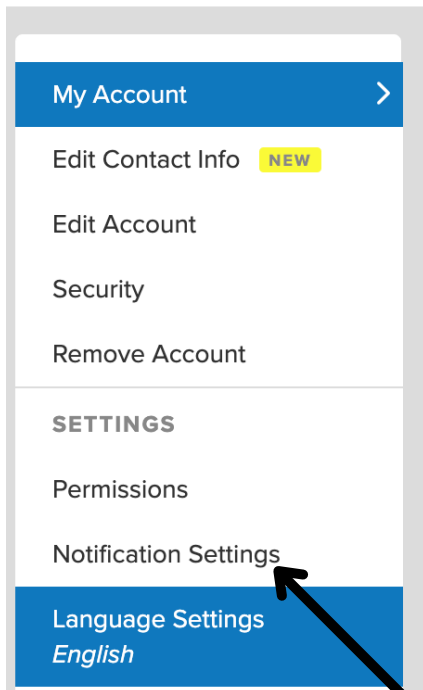 My Account
Edit Contact Info NEW
Edit Account
Security
Remove Account
SETTINGS
Permissions
Notification Settings
Language Settings
English